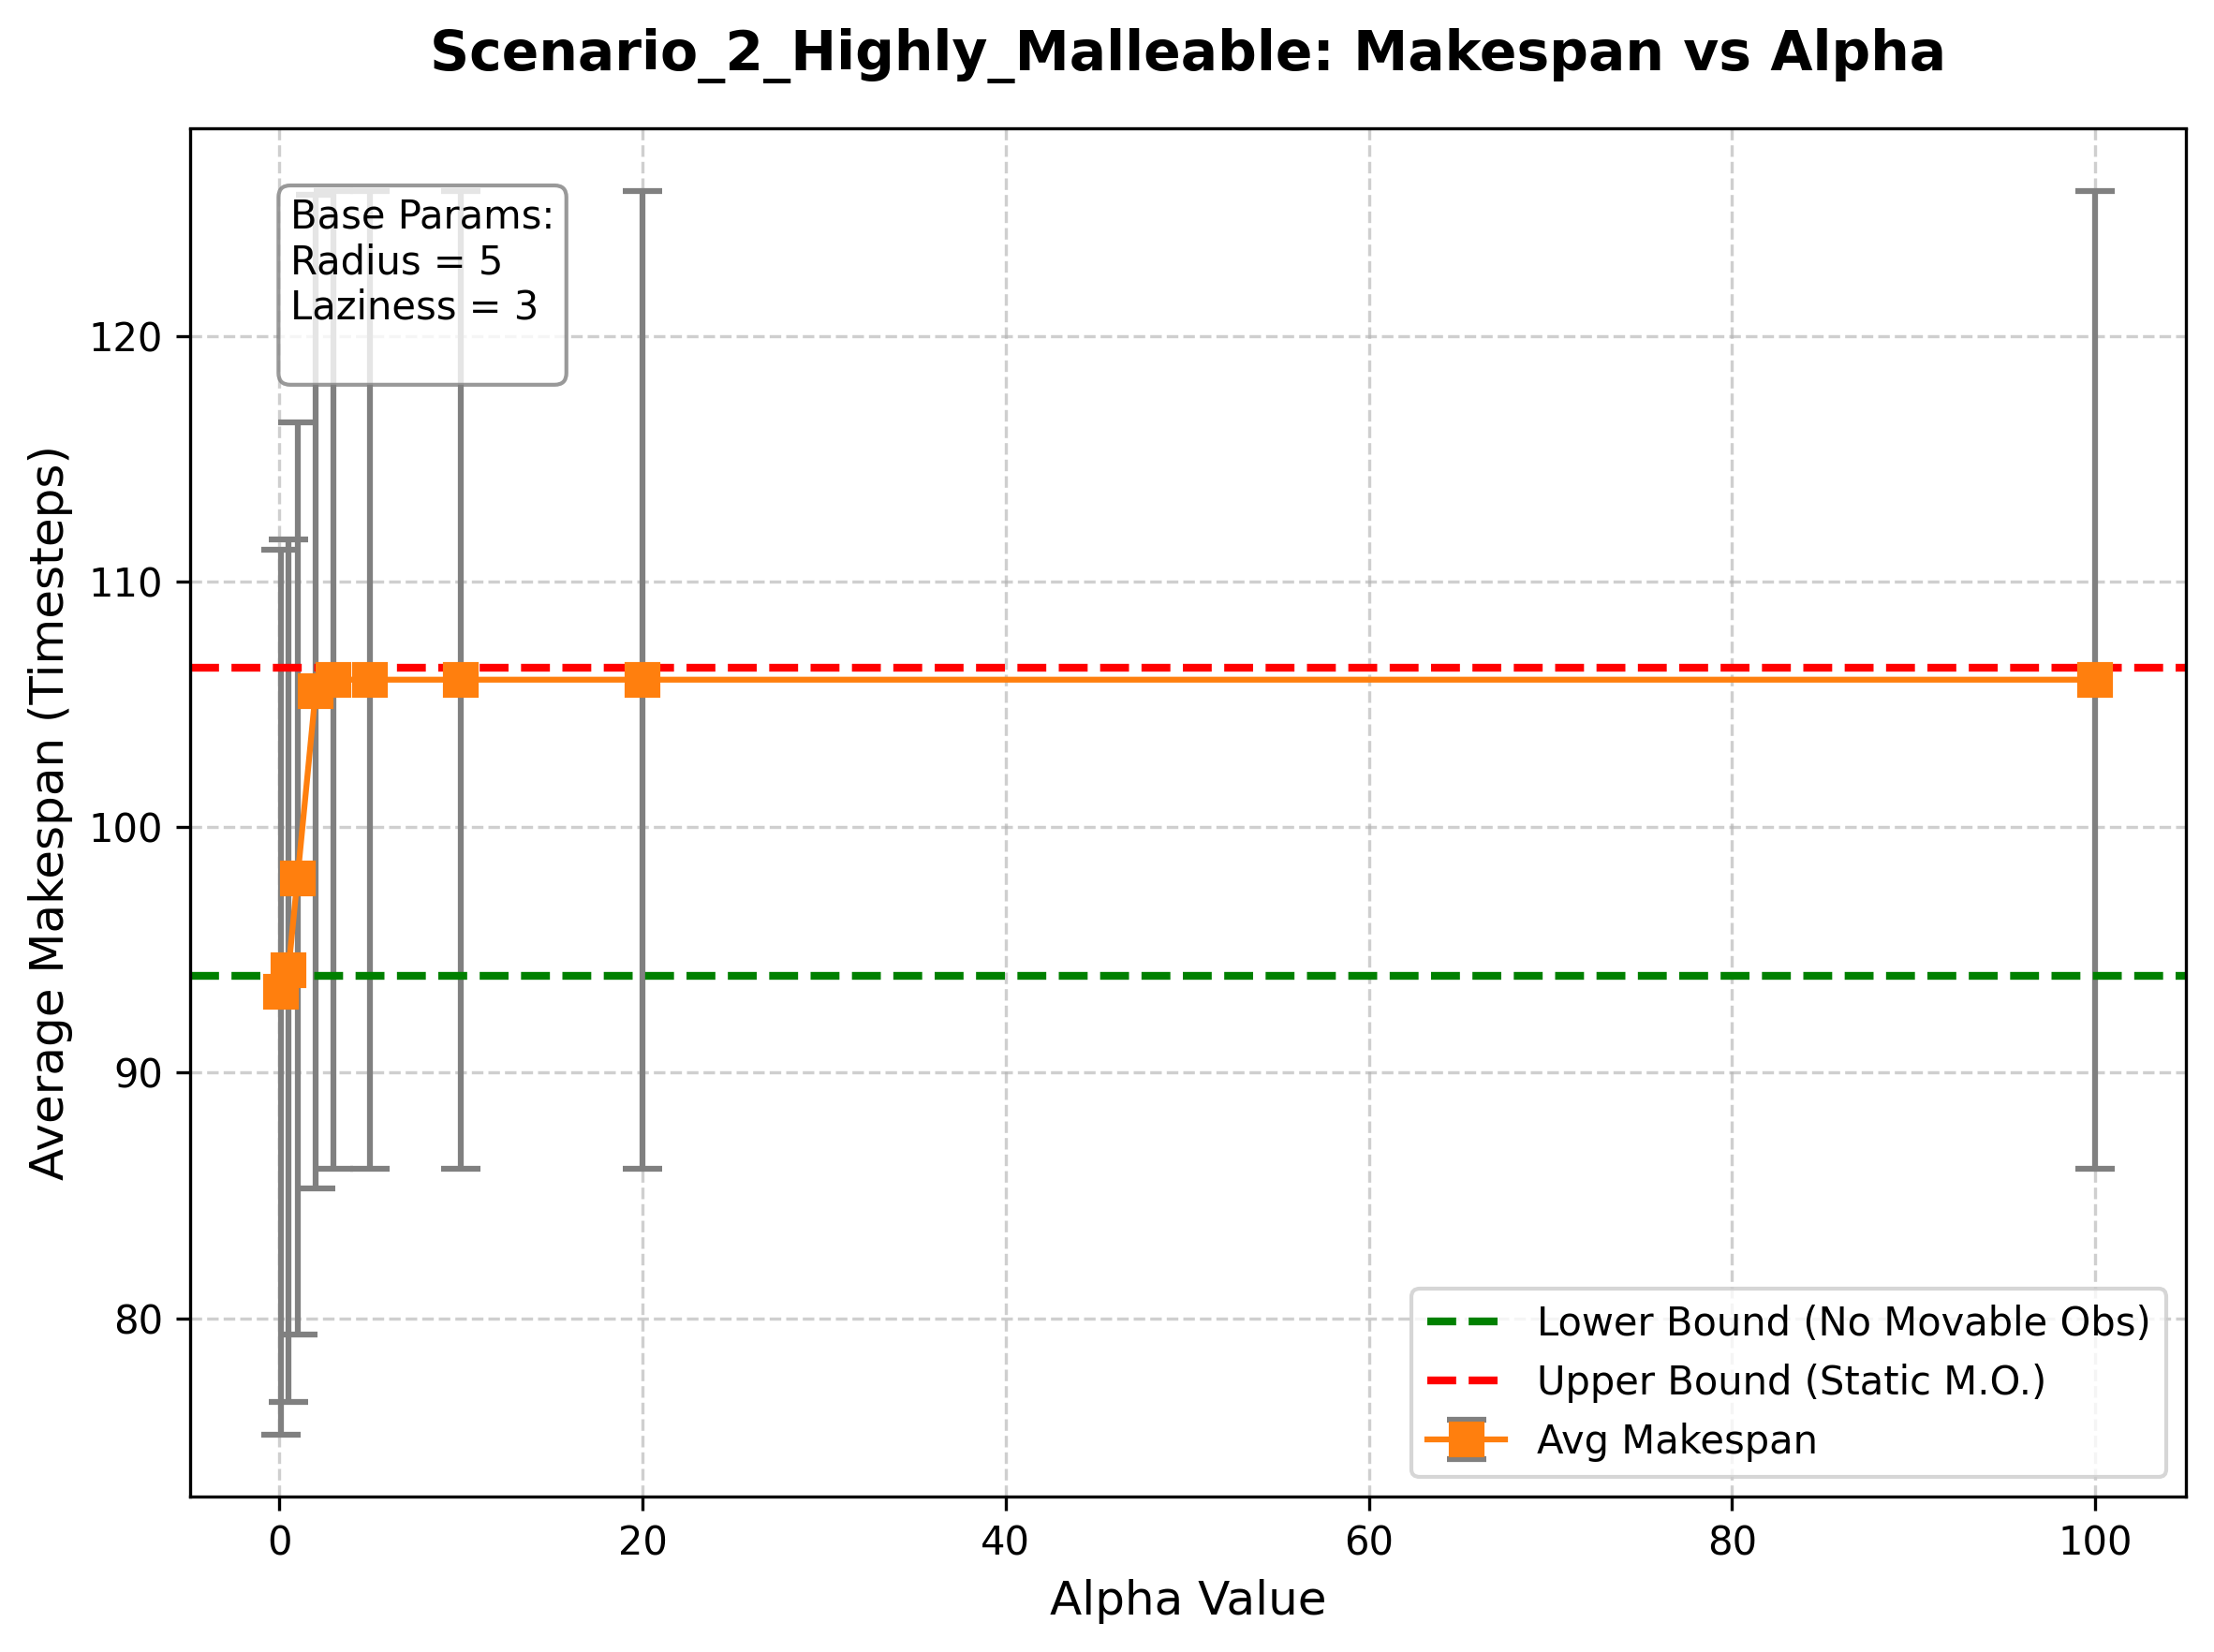 Scenario_2_Highly_Malleable: Makespan vs Alpha
Base Params:
Radius = 5
Laziness = 3
Average Makespan (Timesteps)
120
110
100
90
80
Lower Bound (No Movable Obs)
Upper Bound (Static M.O.)
Avg Makespan
0
20
40
60
80
100
Alpha Value